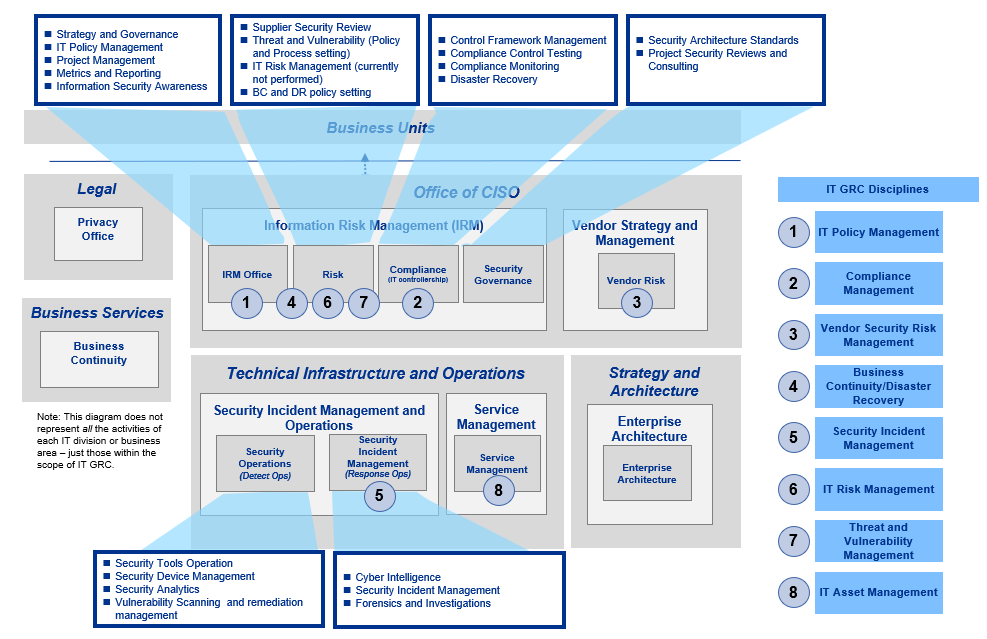 Strategy and Governance
IT Policy Management
Project Management
Metrics and Reporting
Information Security Awareness
Supplier Security Review
Threat and Vulnerability (Policy
and Process setting)
IT Risk Management (currently
not performed)
BC and DR policy setting
Control Framework Management
Compliance Control Testing
Compliance Monitoring
Disaster Recovery
Security Architecture Standards
Project Security Reviews and
Consulting
Business Units
Legal
Privacy
Office
Business Services
Business
Continuity
Note: This diagram does not
represent all the activities of
each IT division or business
area – just those within the
scope of IT GRC.
Office of CISO
Information Risk Management (IRM)
IRM Office
1
Risk
4
6
7
Compliance
(IT controllership)
2
Security
Governance
Vendor Strategy and
Management
Vendor Risk
3
Technical Infrastructure and Operations
Security Incident Management and
Operations
Security
Operations
(Detect Ops)
Security
Incident
Management
(Response Ops)
5
Service
Management
Service
Management
8
Strategy and
Architecture
Enterprise
Architecture
Enterprise
Architecture
Security Tools Operation
Security Device Management
Security Analytics
Vulnerability Scanning and remediation
management
Cyber Intelligence
Security Incident Management
Forensics and Investigations
IT GRC Disciplines
1
IT Policy Management
2
Compliance
Management
3
Vendor Security Risk
Management
4
Business
Continuity/Disaster
Recovery
5
Security Incident
Management
6
IT Risk Management
7
Threat and
Vulnerability
Management
8
IT Asset Management